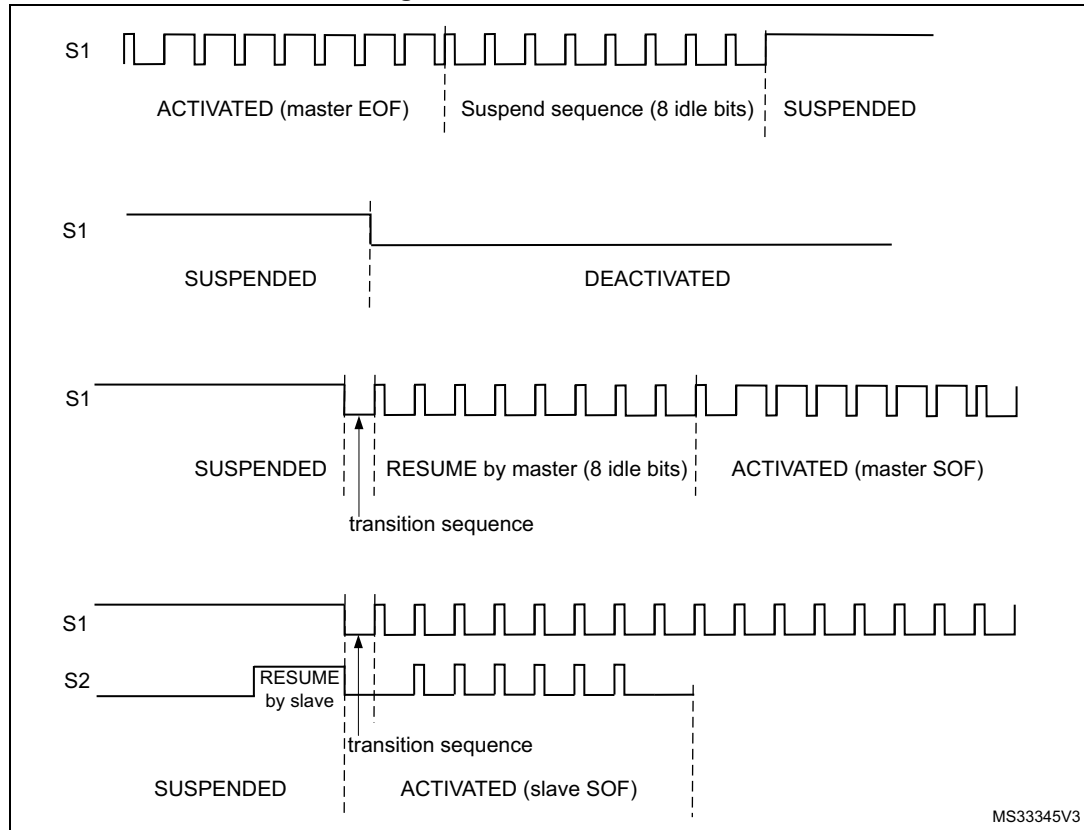 S1
ACTIVATED (master EOF) Suspend sequence (8 idle bits) SUSPENDED
S1
SUSPENDED DEACTIVATED
S1
SUSPENDED RESUME by master (8 idle bits) ACTIVATED (master SOF)
transition sequence
S1
S2 RESUME
by slave
transition sequence
SUSPENDED ACTIVATED (slave SOF)
MS33345V3